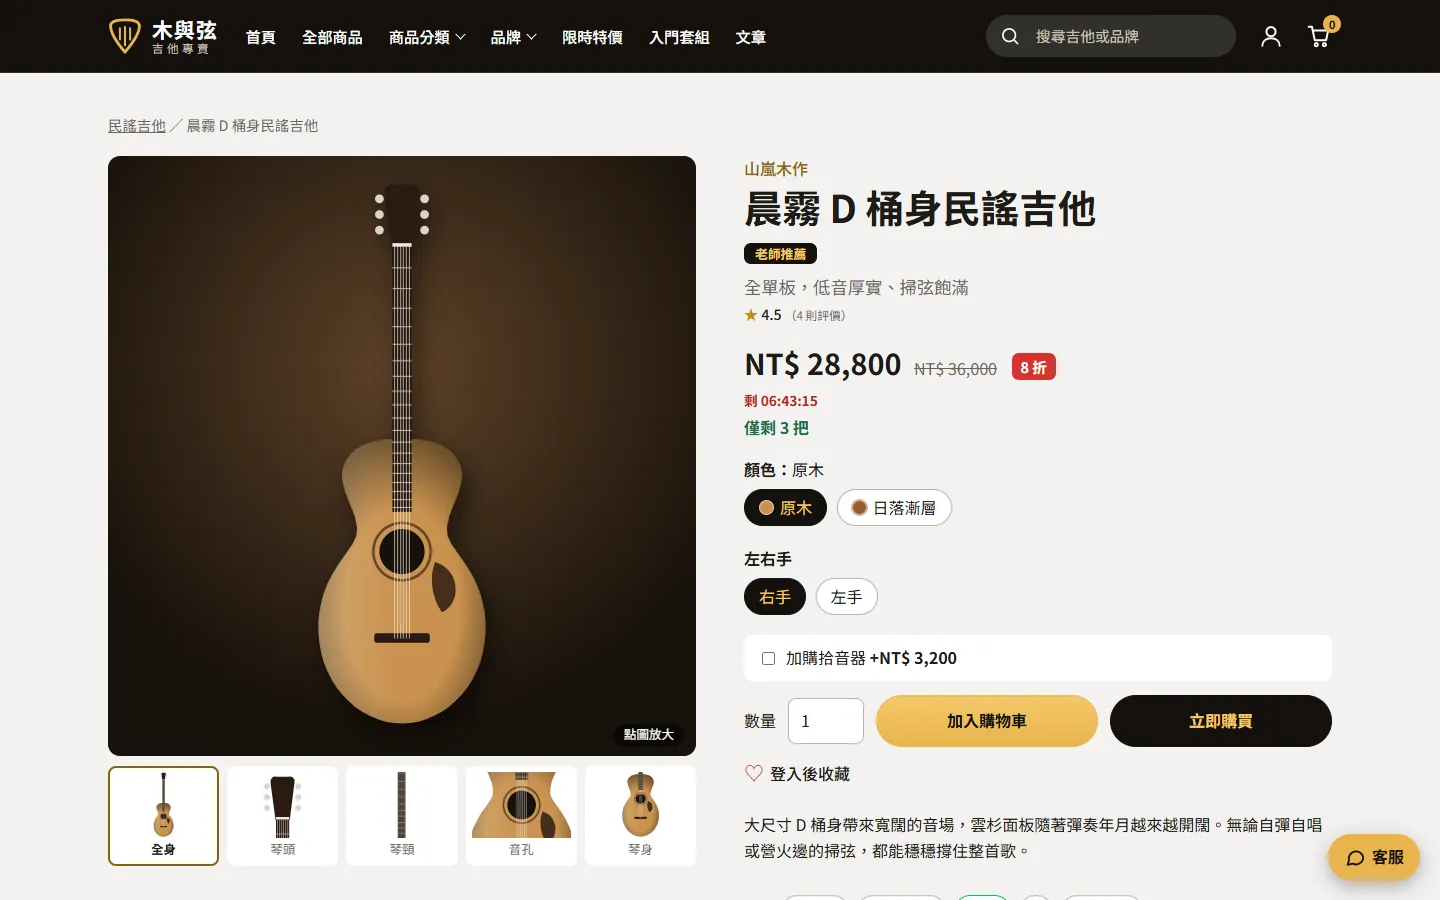 木與弦
吉他專賣
首頁 全部商品 商品分類 品牌 限時特價 入門套組 文章
搜尋吉他或品牌
0
民謠吉他 ／ 晨霧 D 桶身民謠吉他
點圖放大
全身 琴頭 琴頸 音孔 琴身
山嵐木作
晨霧 D 桶身民謠吉他
老師推薦
全單板，低音厚實、掃弦飽滿
★ 4.5 （4 則評價）
NT$ 28,800 NT$ 36,000 8 折
剩 06:43:15
僅剩 3 把
顏色：原木
原木 日落漸層
左右手
右手 左手
加購拾音器 +NT$ 3,200
數量 1 加入購物車 立即購買
♡ 登入後收藏
大尺寸 D 桶身帶來寬闊的音場，雲杉面板隨著彈奏年月越來越開闊。無論自彈自唱
或營火邊的掃弦，都能穩穩撐住整首歌。
客服